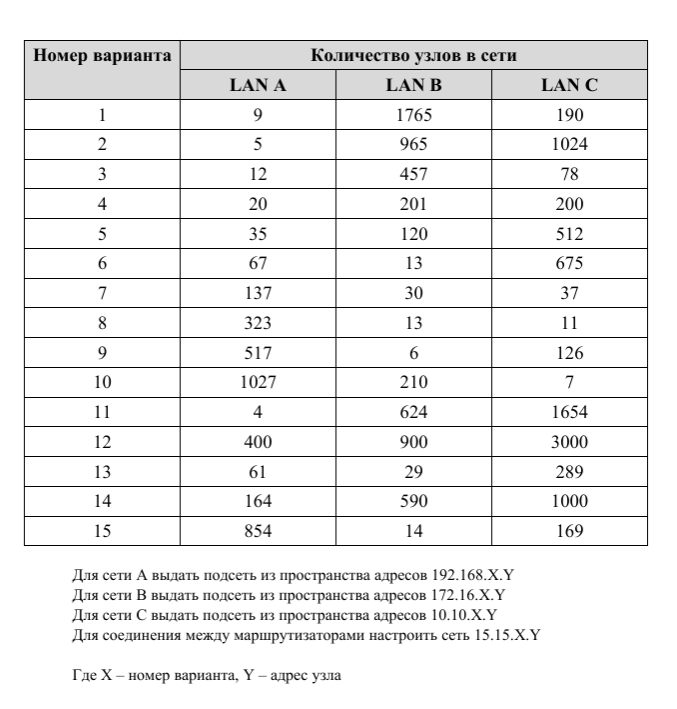 Номер варианта Количество узлов в сети
LAN A LAN B LAN C
1 9 1765 190
2 5 965 1024
3 12 457 78
4 20 201 200
5 35 120 512
6 67 13 675
7 137 30 37
8 323 13 11
9 517 6 126
10 1027 210 7
11 4 624 1654
12 400 900 3000
13 61 29 289
14 164 590 1000
15 854 14 169
Для сети А выдать подсеть из пространства адресов 192.168.X.Y
Для сети В выдать подсеть из пространства адресов 172.16.X.Y
Для сети С выдать подсеть из пространства адресов 10.10.X.Y
Для соединения между маршрутизаторами настроить сеть 15.15.X.Y
Где X – номер варианта, Y – адрес узла